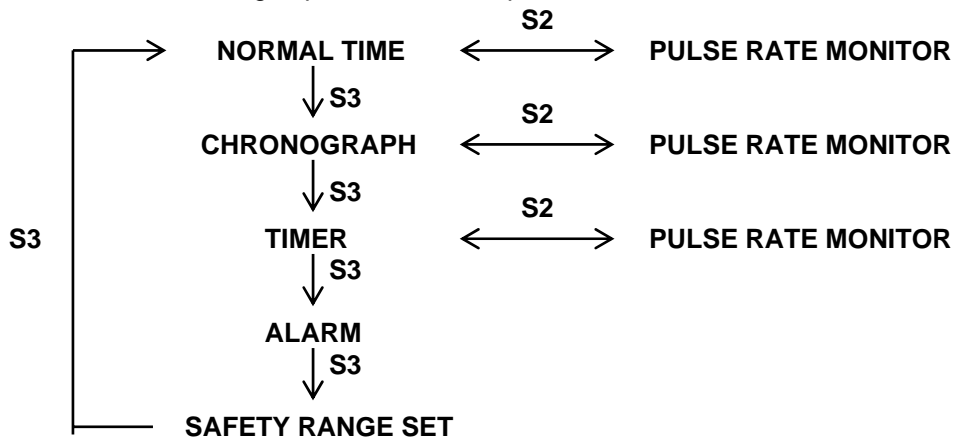 S2
NORMAL TIME PULSE RATE MONITOR
S3
S2
CHRONOGRAPH PULSE RATE MONITOR
S3
S2
S3 TIMER PULSE RATE MONITOR
S3
ALARM
S3
SAFETY RANGE SET